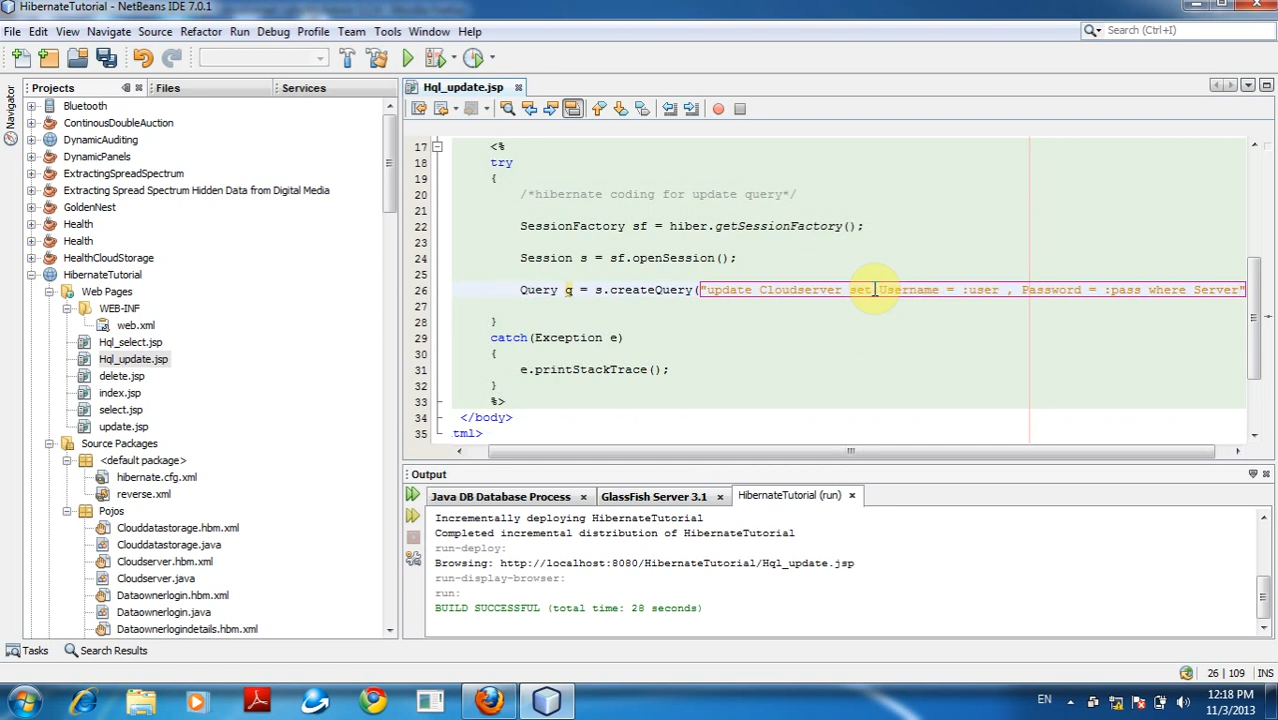 HibernateTutorial - NetBeans IDE 7.0.1
File Edit View Navigate Source Refactor Run Debug Profile Team Tools Window Help
Search (Ctrl+I)
Projects Files Services
Navigator
Bluetooth
ContinousDoubleAuction
DynamicAuditing
DynamicPanels
ExtractingSpreadSpectrum
Extracting Spread Spectrum Hidden Data from Digital Media
GoldenNest
Health
Health
HealthCloudStorage
HibernateTutorial
Web Pages
WEB-INF
web.xml
Hql_select.jsp
Hql_update.jsp
delete.jsp
index.jsp
select.jsp
update.jsp
Source Packages
<default package>
hibernate.cfg.xml
reverse.xml
Pojos
Clouddatastorage.hbm.xml
Clouddatastorage.java
Cloudserver.hbm.xml
Cloudserver.java
Dataownerlogin.hbm.xml
Dataownerlogin.java
Dataownerlogindetails.hbm.xml
Hql_update.jsp
17 <%
18 try
19 {
20 /*hibernate coding for update query*/
21
22 SessionFactory sf = hiber.getSessionFactory();
23
24 Session s = sf.openSession();
25
26 Query q = s.createQuery("update Cloudserver set Username = :user , Password = :pass where Server"
27
28 }
29 catch(Exception e)
30 {
31 e.printStackTrace();
32 }
33 %>
34 </body>
35 tml>
Output
Java DB Database Process GlassFish Server 3.1 HibernateTutorial (run)
Incrementally deploying HibernateTutorial
Completed incremental distribution of HibernateTutorial
run-deploy:
Browsing: http://localhost:8080/HibernateTutorial/Hql_update.jsp
run-display-browser:
run:
BUILD SUCCESSFUL (total time: 28 seconds)
Tasks Search Results
26 | 109 INS
EN
12:18 PM
11/3/2013